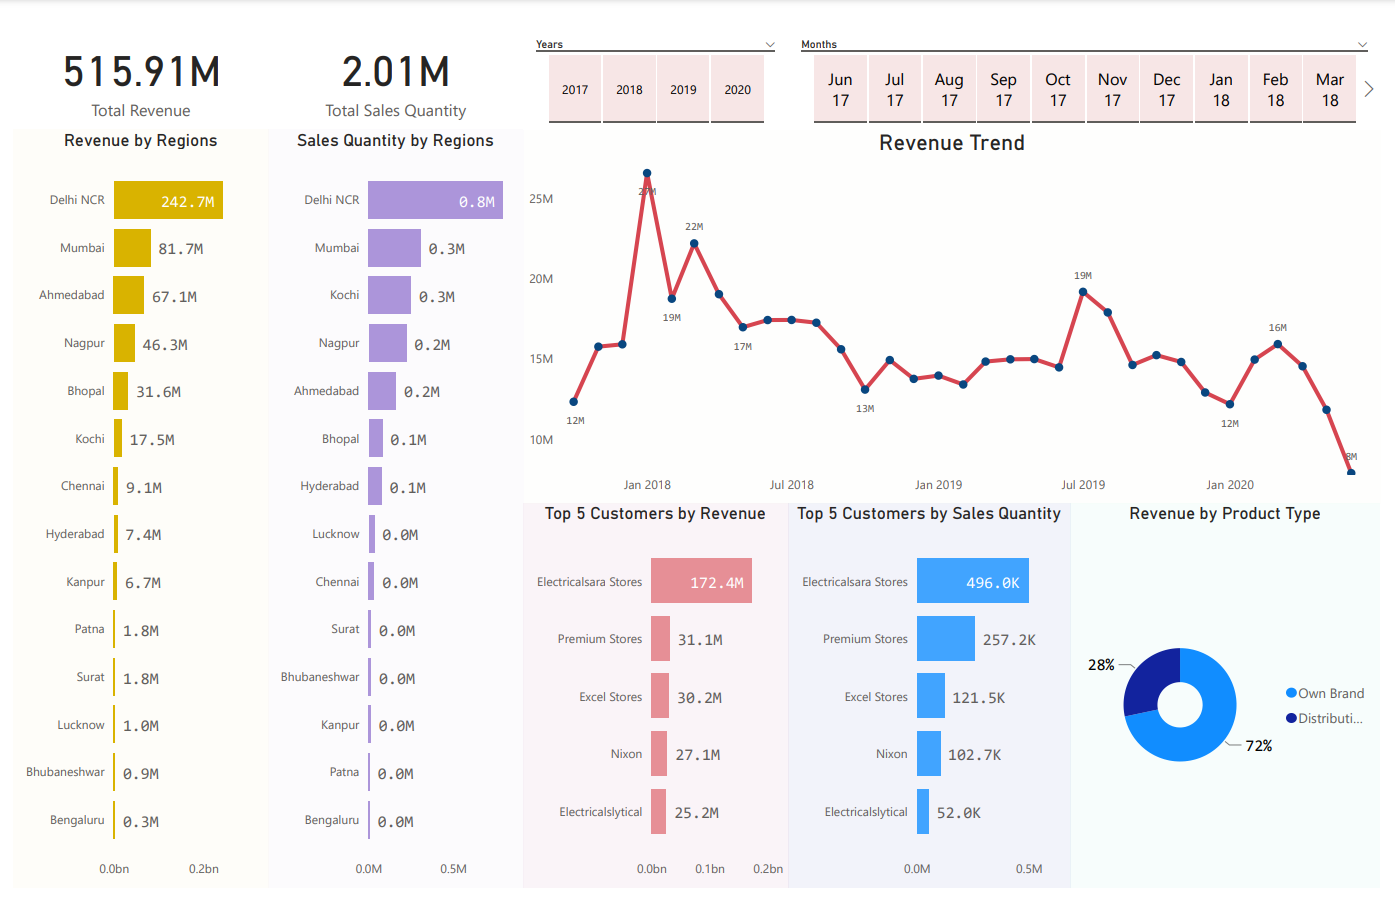 515.91M
Total Revenue
2.01M
Total Sales Quantity
Years
2017 2018 2019 2020
Months
Jun 17 Jul 17 Aug 17 Sep 17 Oct 17 Nov 17 Dec 17 Jan 18 Feb 18 Mar 18
Revenue by Regions
Delhi NCR 242.7M
Mumbai 81.7M
Ahmedabad 67.1M
Nagpur 46.3M
Bhopal 31.6M
Kochi 17.5M
Chennai 9.1M
Hyderabad 7.4M
Kanpur 6.7M
Patna 1.8M
Surat 1.8M
Lucknow 1.0M
Bhubaneshwar 0.9M
Bengaluru 0.3M
0.0bn 0.2bn
Sales Quantity by Regions
Delhi NCR 0.8M
Mumbai 0.3M
Kochi 0.3M
Nagpur 0.2M
Ahmedabad 0.2M
Bhopal 0.1M
Hyderabad 0.1M
Lucknow 0.0M
Chennai 0.0M
Surat 0.0M
Bhubaneshwar 0.0M
Kanpur 0.0M
Patna 0.0M
Bengaluru 0.0M
0.0M 0.5M
Revenue Trend
25M
20M
15M
10M
12M
27M
19M
22M
17M
13M
19M
12M
16M
8M
Jan 2018 Jul 2018 Jan 2019 Jul 2019 Jan 2020
Top 5 Customers by Revenue
Electricalsara Stores 172.4M
Premium Stores 31.1M
Excel Stores 30.2M
Nixon 27.1M
Electricalslytical 25.2M
0.0bn 0.1bn 0.2bn
Top 5 Customers by Sales Quantity
Electricalsara Stores 496.0K
Premium Stores 257.2K
Excel Stores 121.5K
Nixon 102.7K
Electricalslytical 52.0K
0.0M 0.5M
Revenue by Product Type
28%
72%
Own Brand
Distributi...